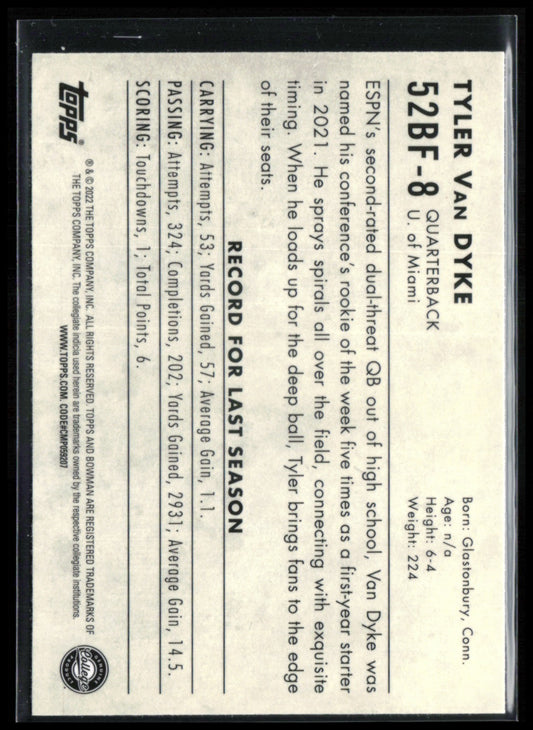 TYLER VAN DYKE
52BF-8
QUARTERBACK
U. of Miami
Born: Glastonbury, Conn.
Age: n/a
Height: 6-4
Weight: 224
ESPN's second-rated dual-threat QB out of high school, Van Dyke was
named his conference's rookie of the week five times as a first-year starter
in 2021. He sprays spirals all over the field, connecting with exquisite
timing. When he loads up for the deep ball, Tyler brings fans to the edge
of their seats.
RECORD FOR LAST SEASON
CARRYING: Attempts, 53; Yards Gained, 57; Average Gain, 1.1.
PASSING: Attempts, 324; Completions, 202; Yards Gained, 2931; Average Gain, 14.5.
SCORING: Touchdowns, 1; Total Points, 6.
topps®
® & © 2022 THE TOPPS COMPANY, INC. ALL RIGHTS RESERVED. TOPPS AND BOWMAN ARE REGISTERED TRADEMARKS OF
THE TOPPS COMPANY, INC. The collegiate indicia used herein are trademarks owned by the respective collegiate institutions.
WWW.TOPPS.COM. CODE#CMP059207
GENUINE
College
PRODUCT